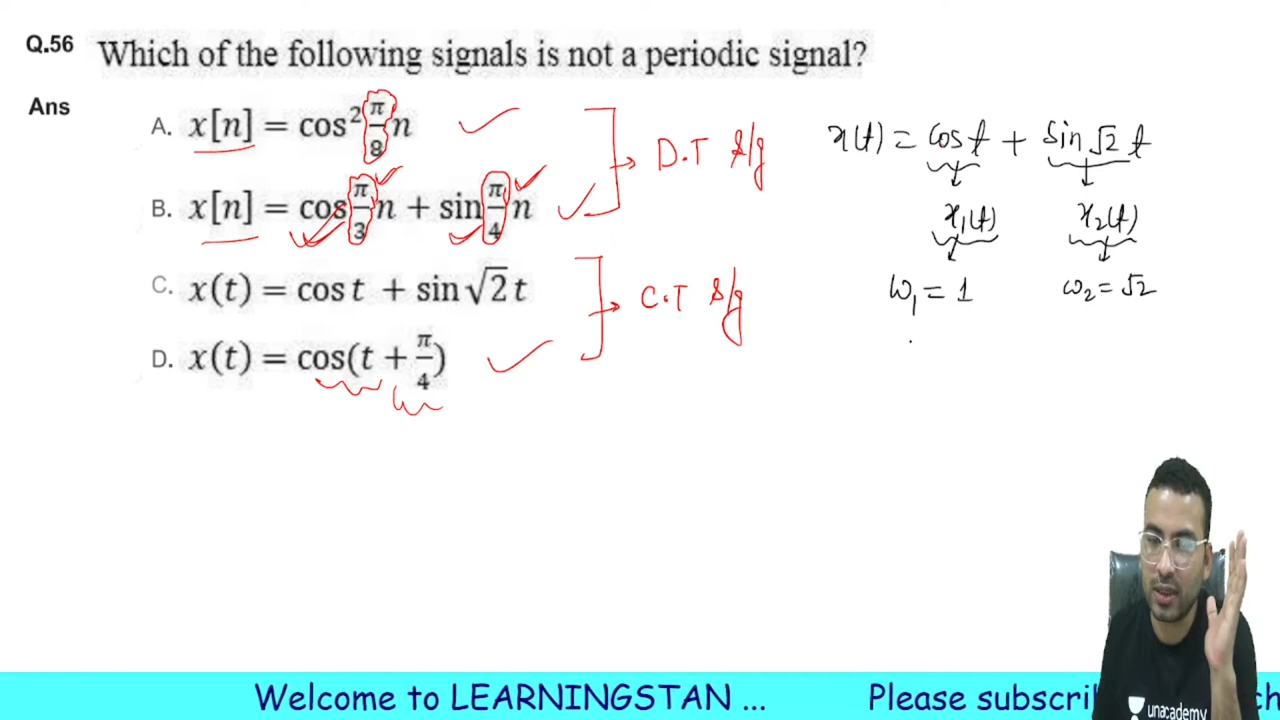 Q.56 Which of the following signals is not a periodic signal?
Ans
A. x[n] = cos² π/8 n
B. x[n] = cos π/3 n + sin π/4 n
C. x(t) = cos t + sin √2 t
D. x(t) = cos(t + π/4)
D.T S/g
C.T S/g
x(t) = cos t + sin √2 t
x₁(t) x₂(t)
ω₁ = 1 ω₂ = √2
Welcome to LEARNINGSTAN ... Please subscri
unacademy